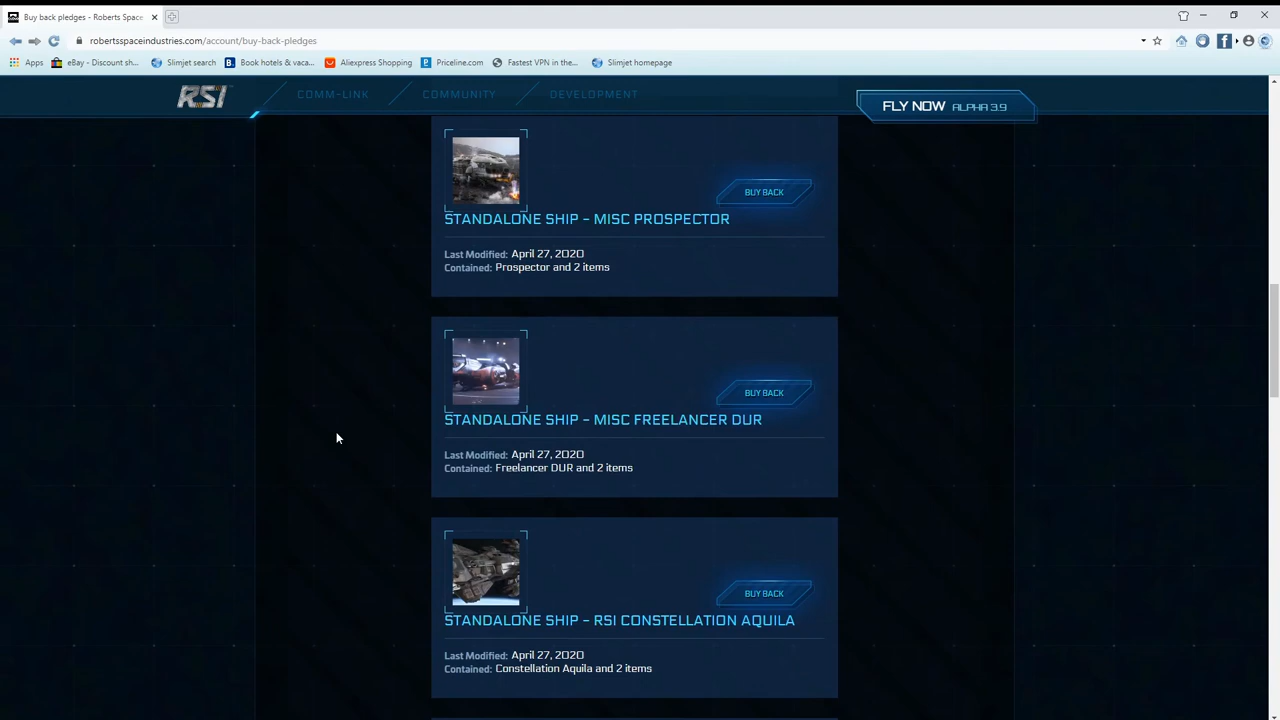 Buy back pledges - Roberts Space
robertsspaceindustries.com/account/buy-back-pledges
Apps eBay - Discount sh... Slimjet search Book hotels & vaca... Aliexpress Shopping Priceline.com Fastest VPN in the... Slimjet homepage
RSI COMM-LINK COMMUNITY DEVELOPMENT FLY NOW ALPHA 3.9
BUY BACK
STANDALONE SHIP - MISC PROSPECTOR
Last Modified: April 27, 2020
Contained: Prospector and 2 items
BUY BACK
STANDALONE SHIP - MISC FREELANCER DUR
Last Modified: April 27, 2020
Contained: Freelancer DUR and 2 items
BUY BACK
STANDALONE SHIP - RSI CONSTELLATION AQUILA
Last Modified: April 27, 2020
Contained: Constellation Aquila and 2 items